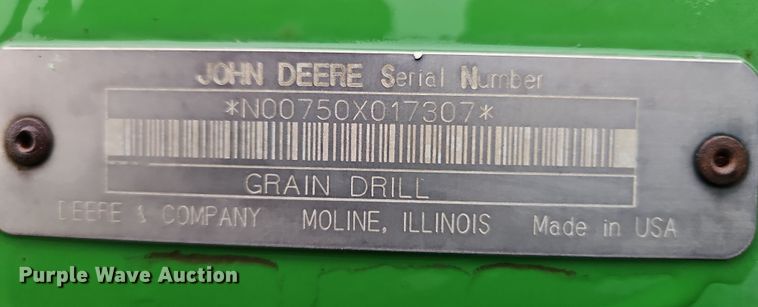 JOHN DEERE Serial Number
*N00750X017307*
GRAIN DRILL
DEERE & COMPANY MOLINE, ILLINOIS Made in USA
Purple Wave Auction